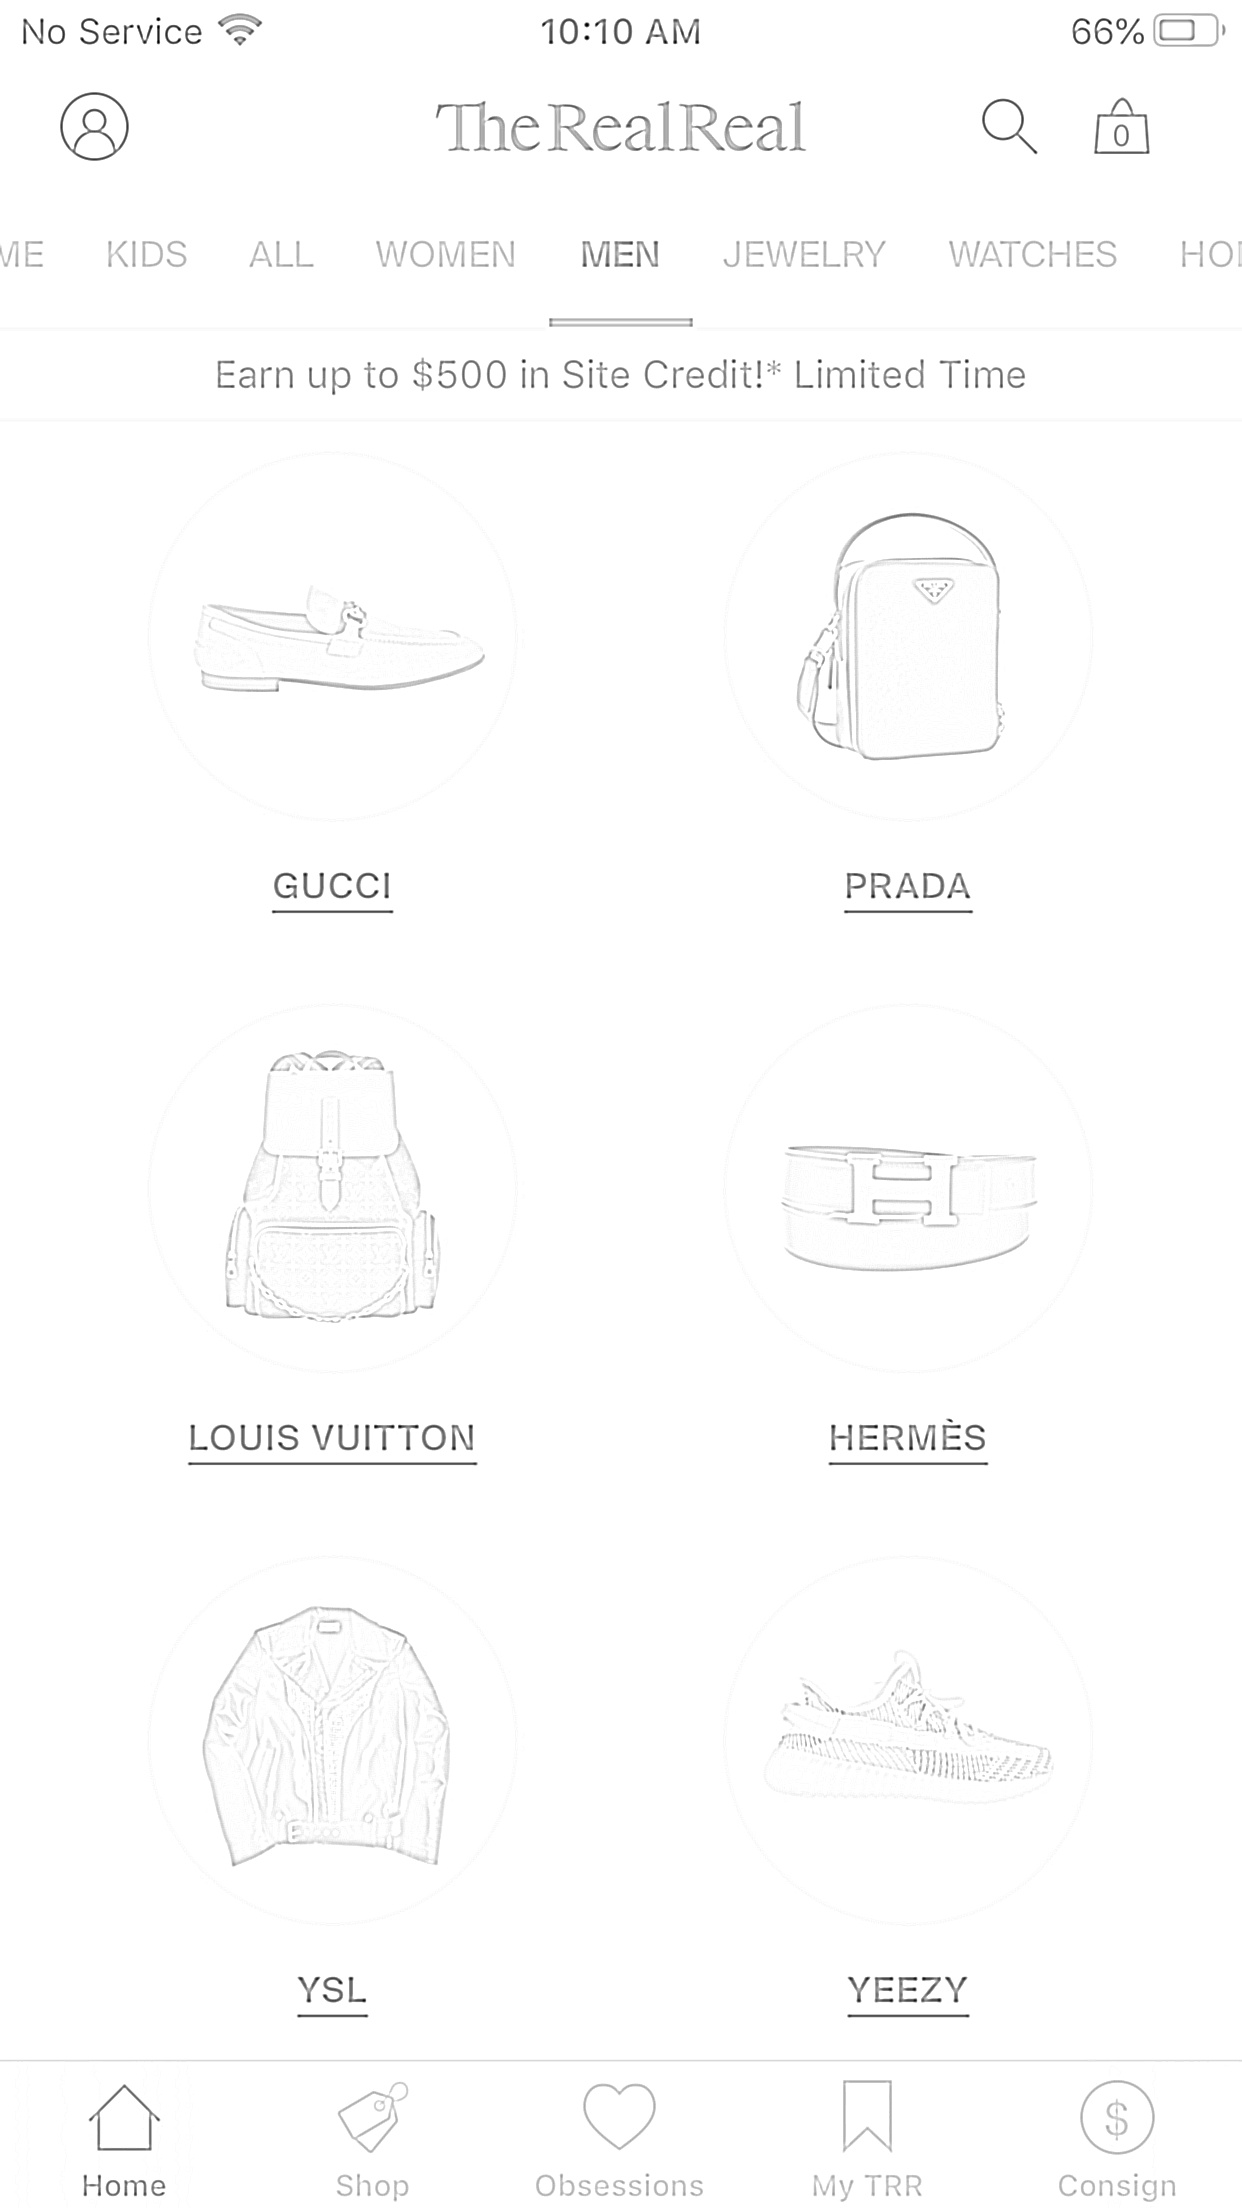 No Service 10:10 AM 66%
TheRealReal 0
ME KIDS ALL WOMEN MEN JEWELRY WATCHES HO
Earn up to $500 in Site Credit!* Limited Time
GUCCI PRADA
LOUIS VUITTON HERMÈS
YSL YEEZY
$
Home Shop Obsessions My TRR Consign